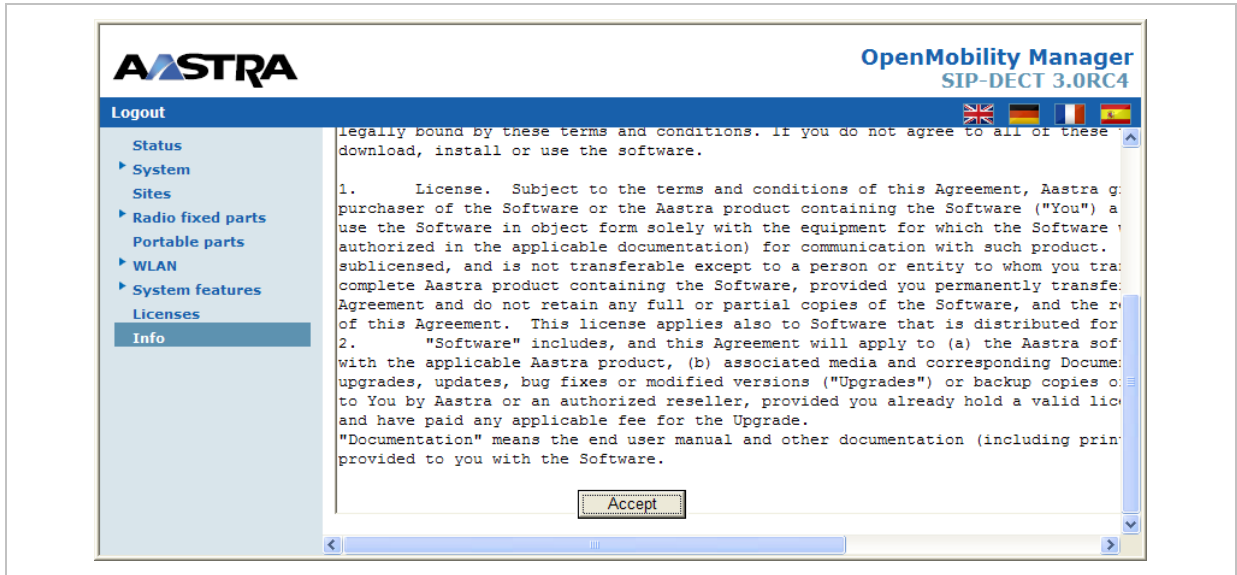 AASTRA
OpenMobility Manager
SIP-DECT 3.0RC4
Logout
Status
System
Sites
Radio fixed parts
Portable parts
WLAN
System features
Licenses
Info
legally bound by these terms and conditions. If you do not agree to all of these
download, install or use the software.
1. License. Subject to the terms and conditions of this Agreement, Aastra
purchaser of the Software or the Aastra product containing the Software ("You") a
use the Software in object form solely with the equipment for which the Software
authorized in the applicable documentation) for communication with such product.
sublicensed, and is not transferable except to a person or entity to whom you
complete Aastra product containing the Software, provided you permanently
Agreement and do not retain any full or partial copies of the Software, and the
of this Agreement. This license applies also to Software that is distributed for
2. "Software" includes, and this Agreement will apply to (a) the Aastra
with the applicable Aastra product, (b) associated media and corresponding
upgrades, updates, bug fixes or modified versions ("Upgrades") or backup copies
to You by Aastra or an authorized reseller, provided you already hold a valid
and have paid any applicable fee for the Upgrade.
"Documentation" means the end user manual and other documentation (including
provided to you with the Software.
Accept